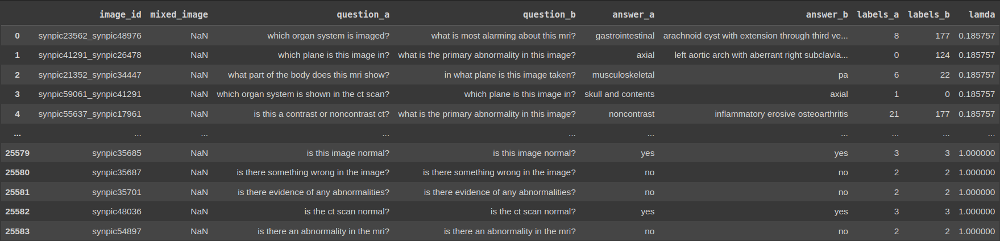 image_id mixed_image question_a question_b answer_a answer_b labels_a labels_b lamda
0 synpic23562_synpic48976 NaN which organ system is imaged? what is most alarming about this mri? gastrointestinal arachnoid cyst with extension through third ve... 8 177 0.185757
1 synpic41291_synpic26478 NaN which plane is this image in? what is the primary abnormality in this image? axial left aortic arch with aberrant right subclavia... 0 124 0.185757
2 synpic21352_synpic34447 NaN what part of the body does this mri show? in what plane is this image taken? musculoskeletal pa 6 22 0.185757
3 synpic59061_synpic41291 NaN which organ system is shown in the ct scan? which plane is this image in? skull and contents axial 1 0 0.185757
4 synpic55637_synpic17961 NaN is this a contrast or noncontrast ct? what is the primary abnormality in this image? noncontrast inflammatory erosive osteoarthritis 21 177 0.185757
... ... ... ... ... ... ... ... ... ...
25579 synpic35685 NaN is this image normal? is this image normal? yes yes 3 3 1.000000
25580 synpic35687 NaN is there something wrong in the image? is there something wrong in the image? no no 2 2 1.000000
25581 synpic35701 NaN is there evidence of any abnormalities? is there evidence of any abnormalities? no no 2 2 1.000000
25582 synpic48036 NaN is the ct scan normal? is the ct scan normal? yes yes 3 3 1.000000
25583 synpic54897 NaN is there an abnormality in the mri? is there an abnormality in the mri? no no 2 2 1.000000